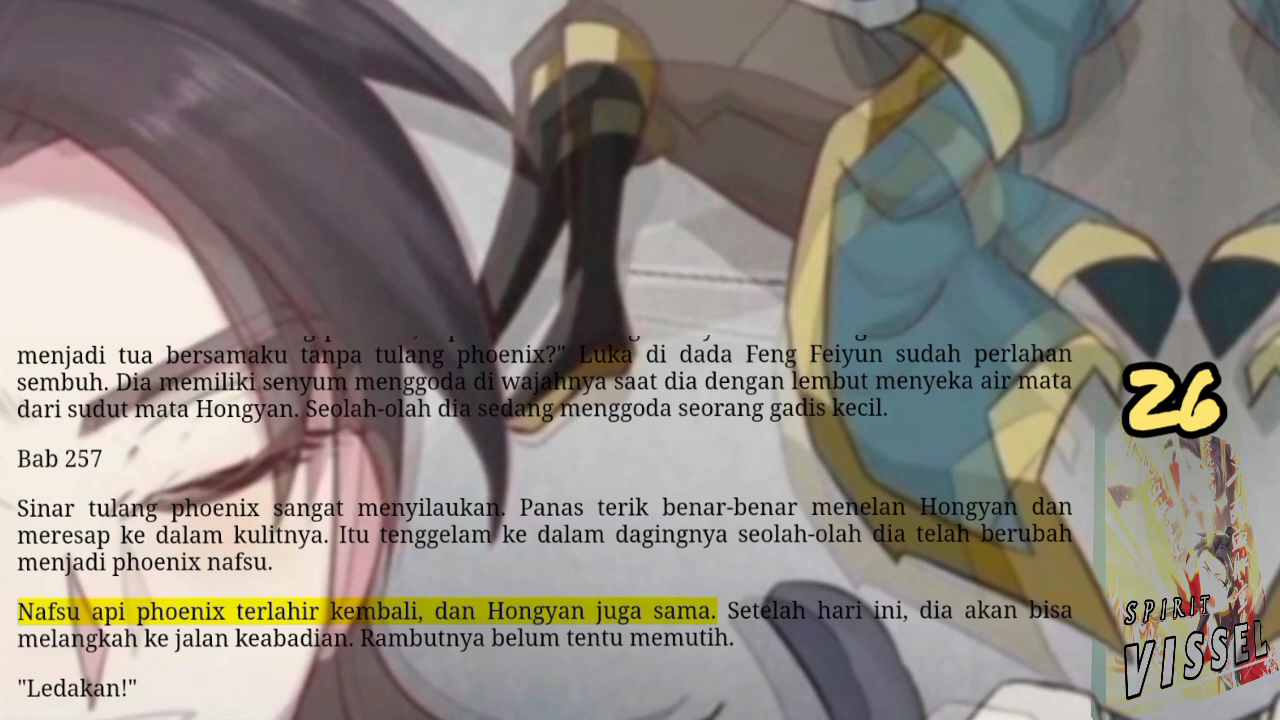 menjadi tua bersamaku tanpa tulang phoenix?" Luka di dada Feng Feiyun sudah perlahan
sembuh. Dia memiliki senyum menggoda di wajahnya saat dia dengan lembut menyeka air mata
dari sudut mata Hongyan. Seolah-olah dia sedang menggoda seorang gadis kecil.
Bab 257
Sinar tulang phoenix sangat menyilaukan. Panas terik benar-benar menelan Hongyan dan
meresap ke dalam kulitnya. Itu tenggelam ke dalam dagingnya seolah-olah dia telah berubah
menjadi phoenix nafsu.
Nafsu api phoenix terlahir kembali, dan Hongyan juga sama. Setelah hari ini, dia akan bisa
melangkah ke jalan keabadian. Rambutnya belum tentu memutih.
"Ledakan!"
26
SPIRIT
VISSEL